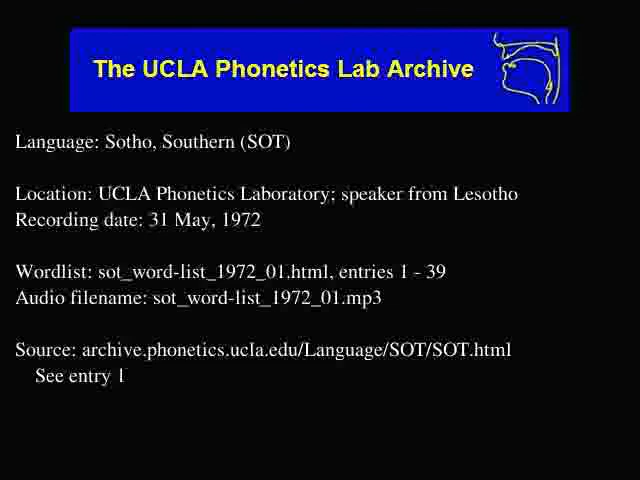 The UCLA Phonetics Lab Archive
Language: Sotho, Southern (SOT)
Location: UCLA Phonetics Laboratory; speaker from Lesotho
Recording date: 31 May, 1972
Wordlist: sot_word-list_1972_01.html, entries 1 - 39
Audio filename: sot_word-list_1972_01.mp3
Source: archive.phonetics.ucla.edu/Language/SOT/SOT.html
See entry 1